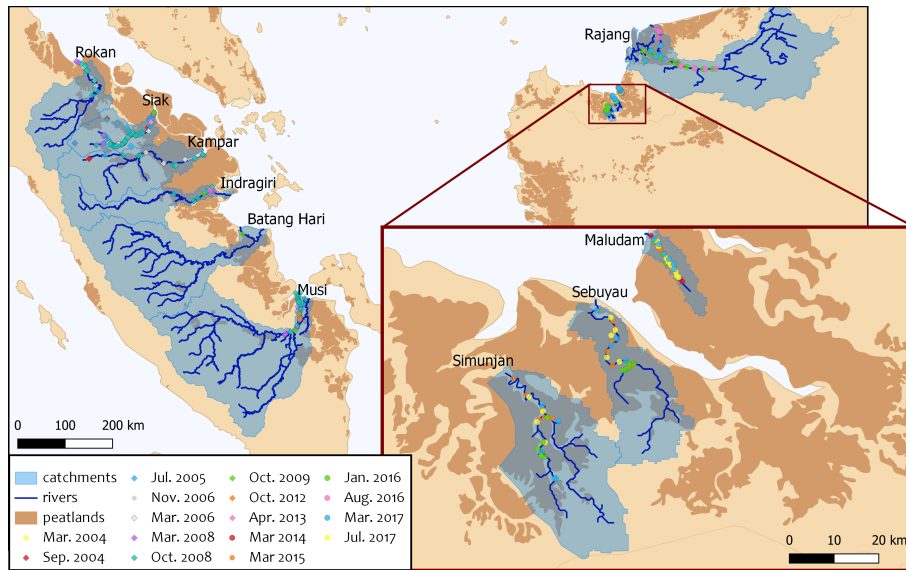 Rokan
Rajang
Siak
Kampar
Indragiri
Batang Hari
Musi
Maludam
Sebuyau
Simunjan
0 100 200 km
0 10 20 km
catchments
rivers
peatlands
Mar. 2004
Sep. 2004
Jul. 2005
Nov. 2006
Mar. 2006
Mar. 2008
Oct. 2008
Oct. 2009
Oct. 2012
Apr. 2013
Mar 2014
Mar 2015
Jan. 2016
Aug. 2016
Mar. 2017
Jul. 2017